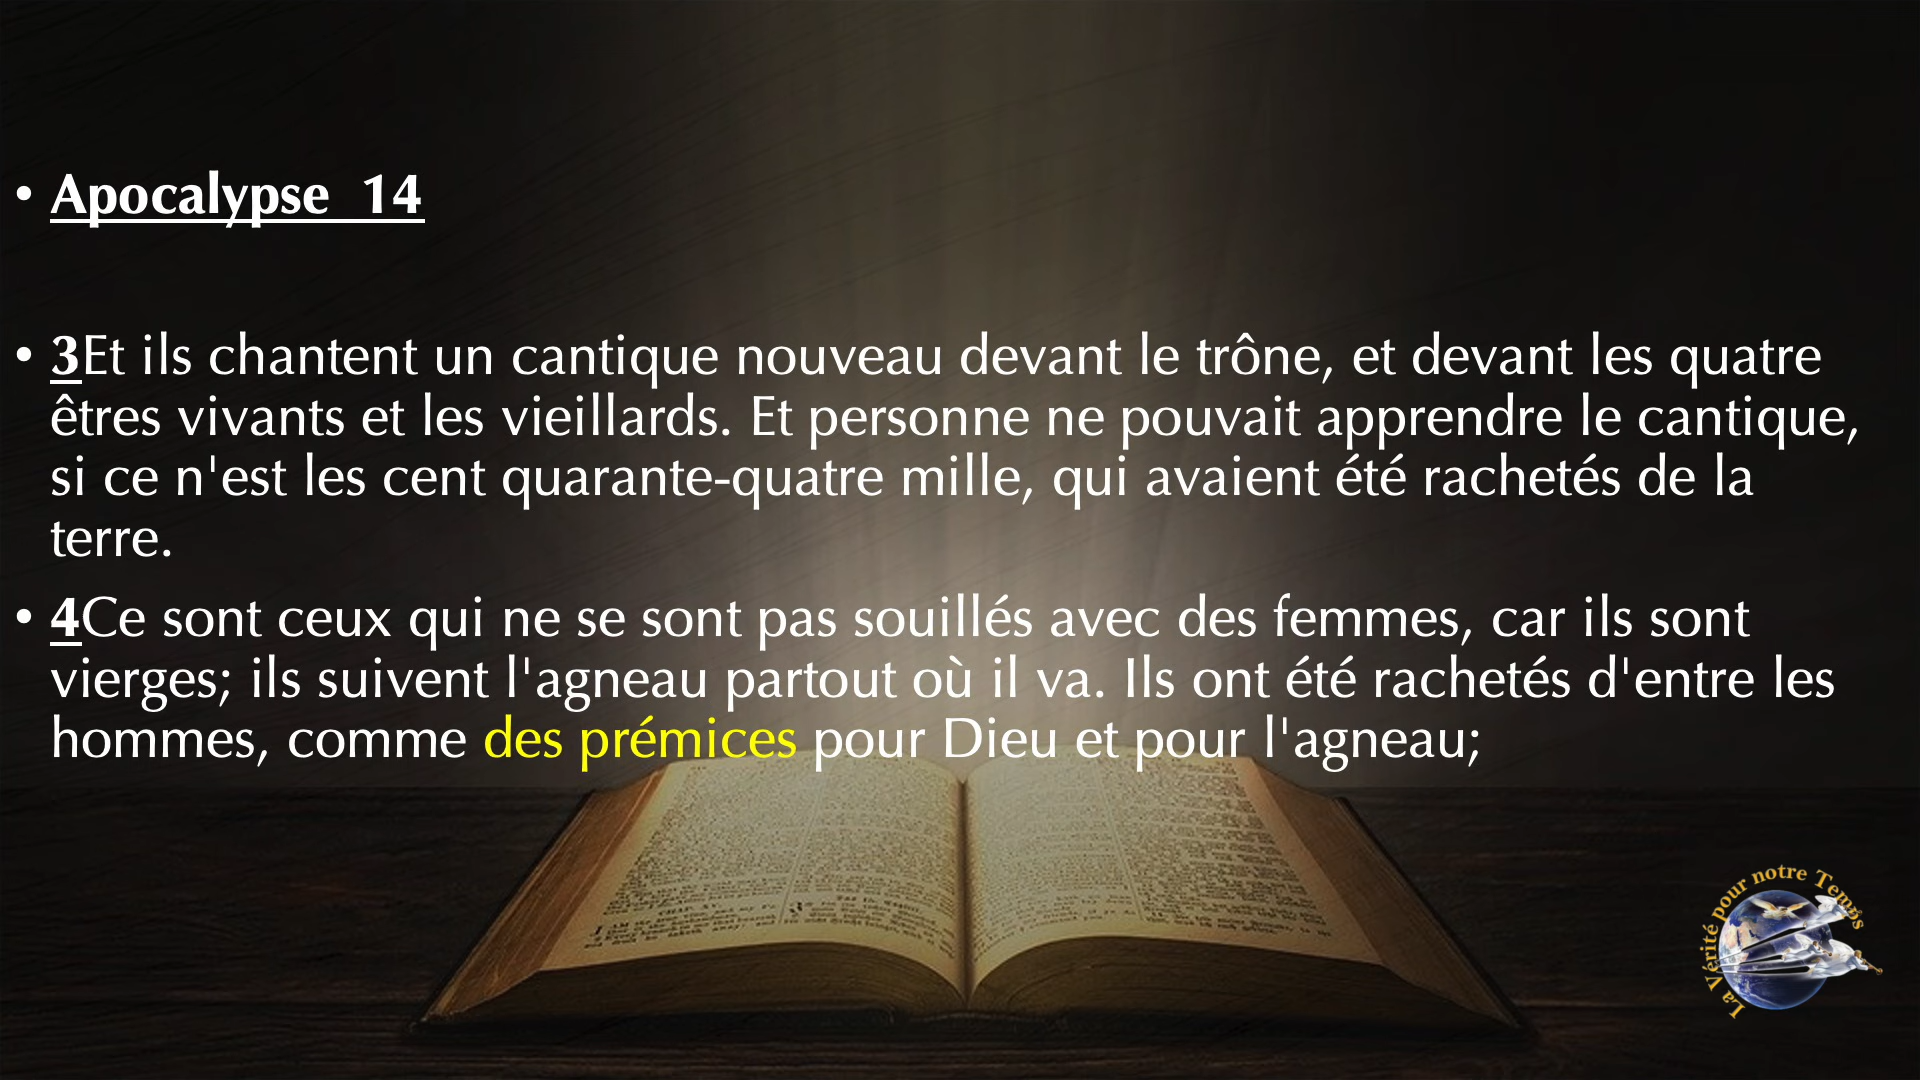 • Apocalypse 14
• 3Et ils chantent un cantique nouveau devant le trône, et devant les quatre
êtres vivants et les vieillards. Et personne ne pouvait apprendre le cantique,
si ce n'est les cent quarante-quatre mille, qui avaient été rachetés de la
terre.
• 4Ce sont ceux qui ne se sont pas souillés avec des femmes, car ils sont
vierges; ils suivent l'agneau partout où il va. Ils ont été rachetés d'entre les
hommes, comme des prémices pour Dieu et pour l'agneau;
La Vérité pour notre Temps